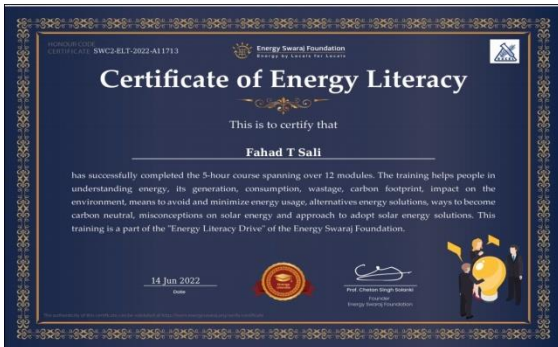 HONOUR CODE
CERTIFICATE SWC2-ELT-2022-A11713
Energy Swaraj Foundation
Energy by Locals for Locals
Certificate of Energy Literacy
This is to certify that
Fahad T Sali
has successfully completed the 5-hour course spanning over 12 modules. The training helps people in
understanding energy, its generation, consumption, wastage, carbon footprint, impact on the
environment, means to avoid and minimize energy usage, alternatives energy solutions, ways to become
carbon neutral, misconceptions on solar energy and approach to adopt solar energy solutions. This
training is a part of the "Energy Literacy Drive" of the Energy Swaraj Foundation.
14 Jun 2022
Date
Prof. Chetan Singh Solanki
Founder
Energy Swaraj Foundation